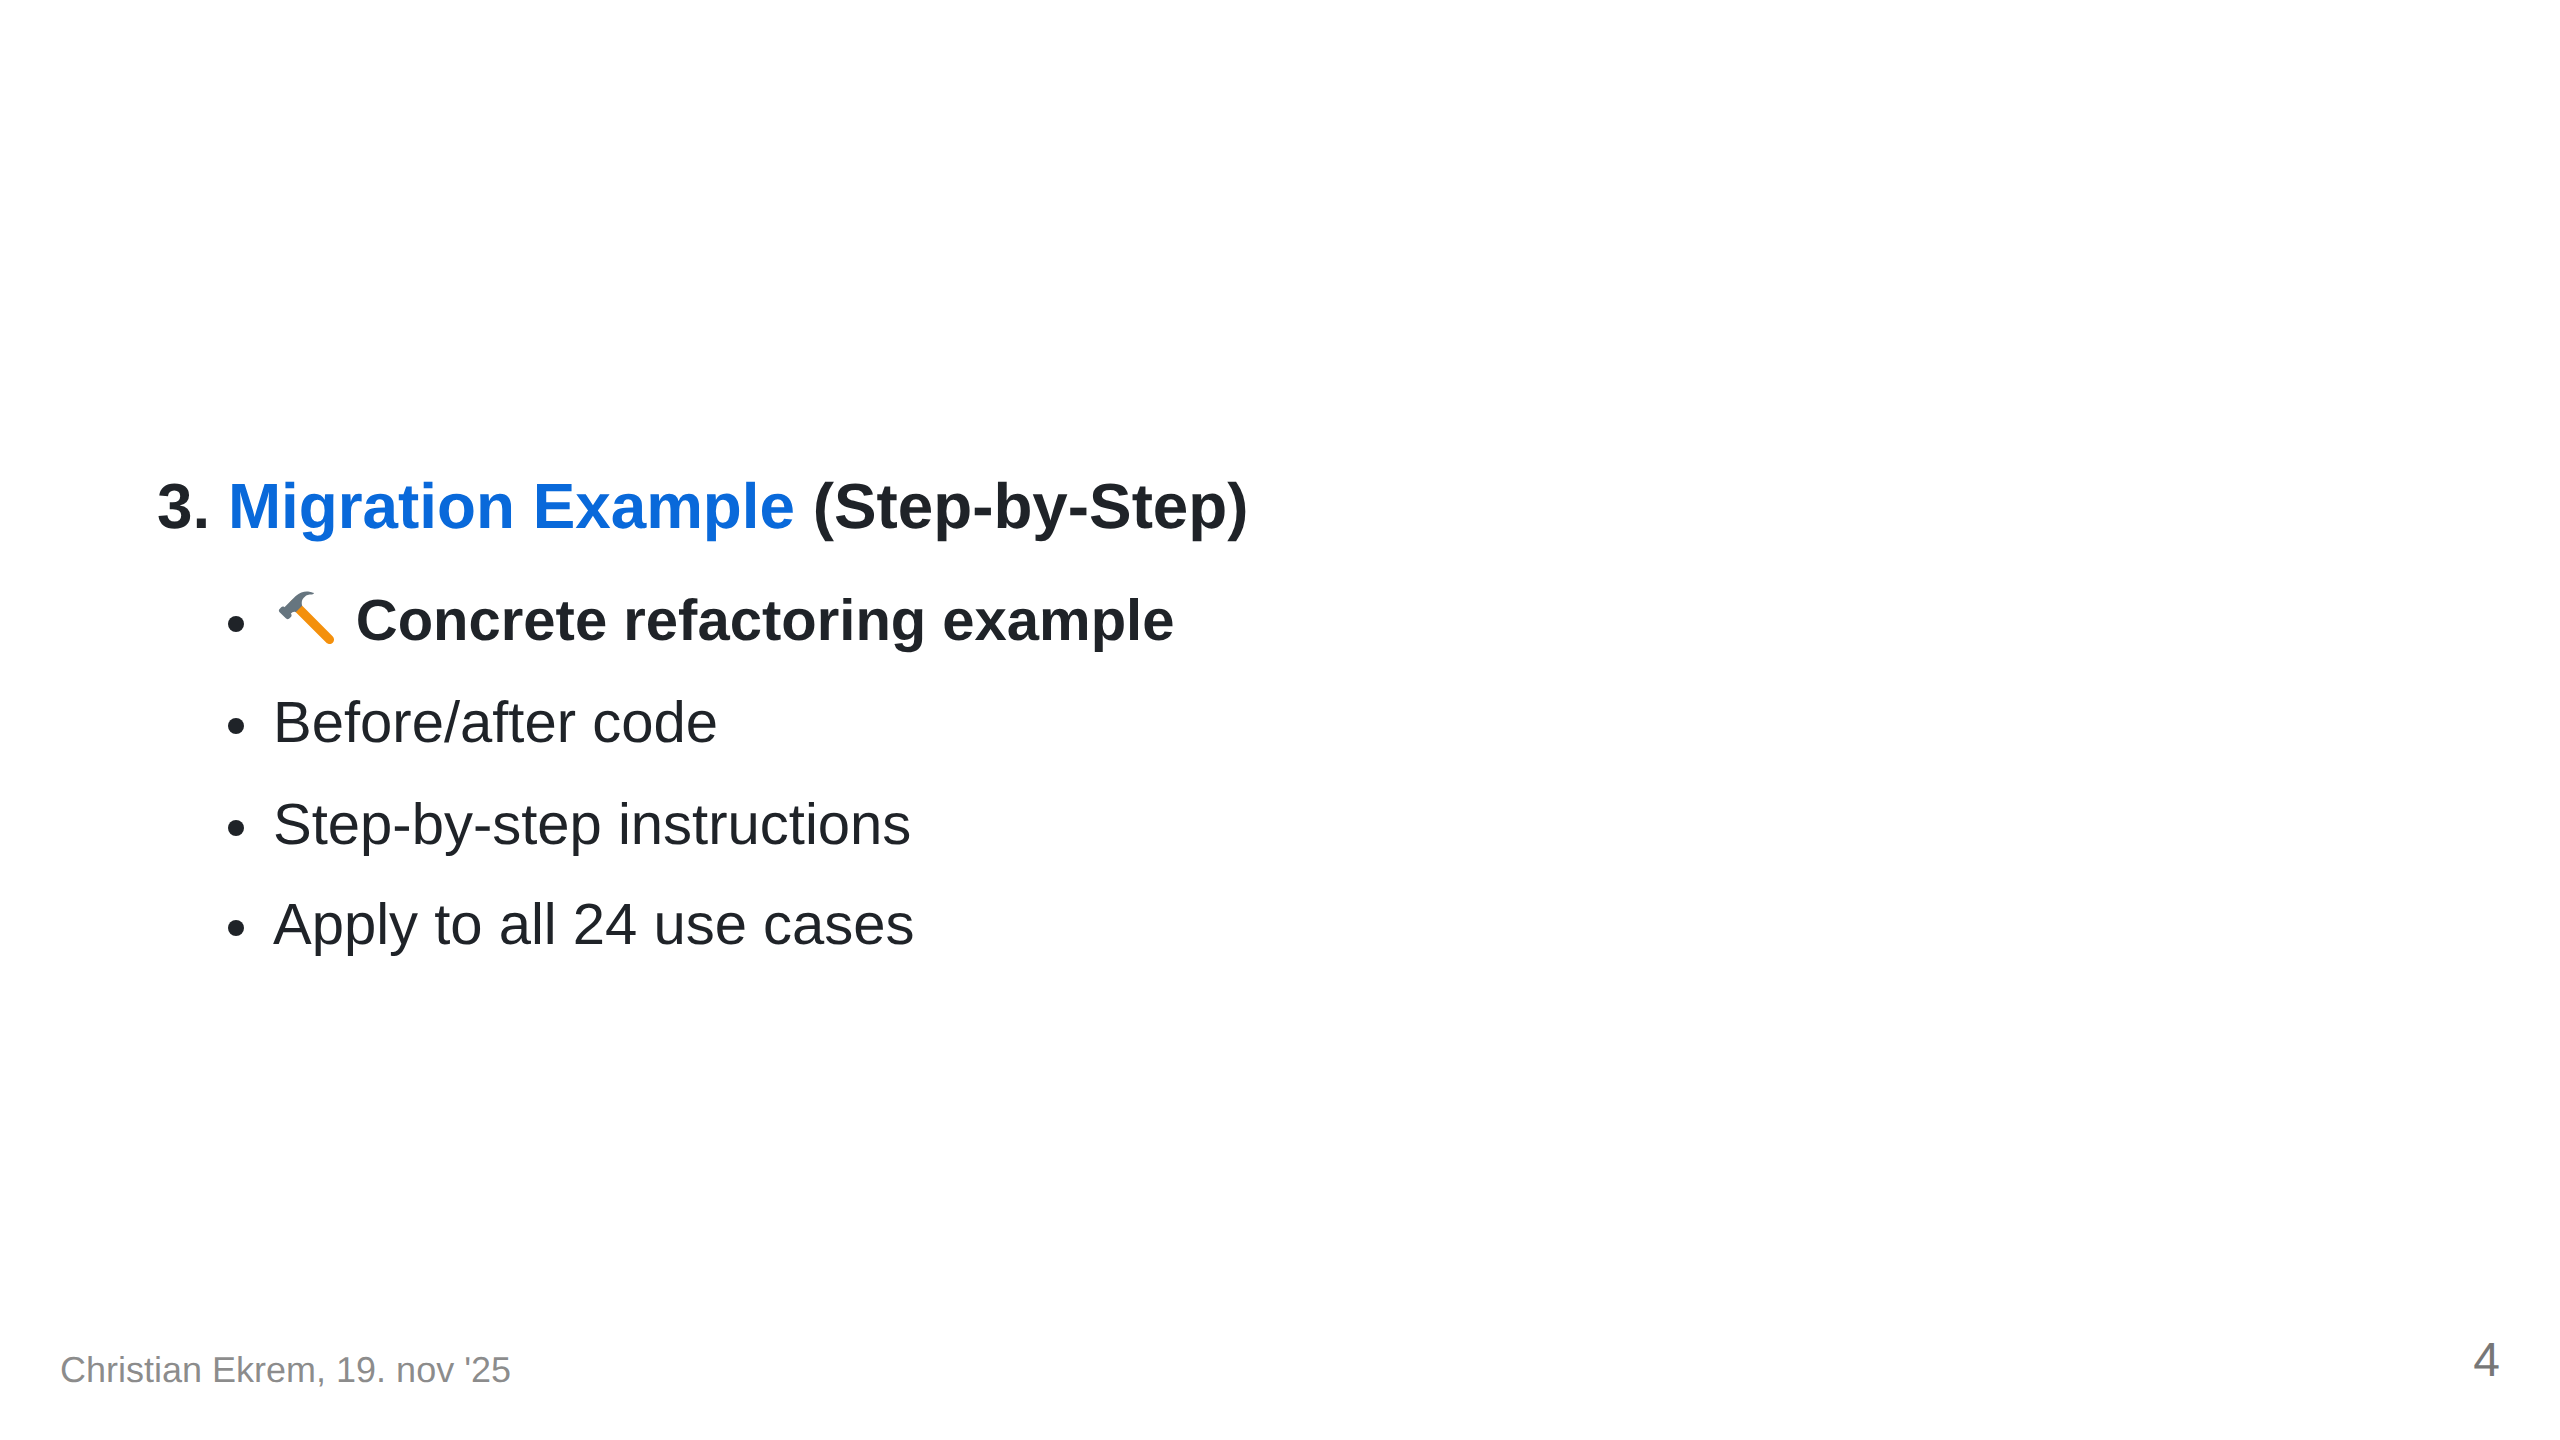 3. Migration Example (Step-by-Step)
• 🔨 Concrete refactoring example
• Before/after code
• Step-by-step instructions
• Apply to all 24 use cases
Christian Ekrem, 19. nov '25
4